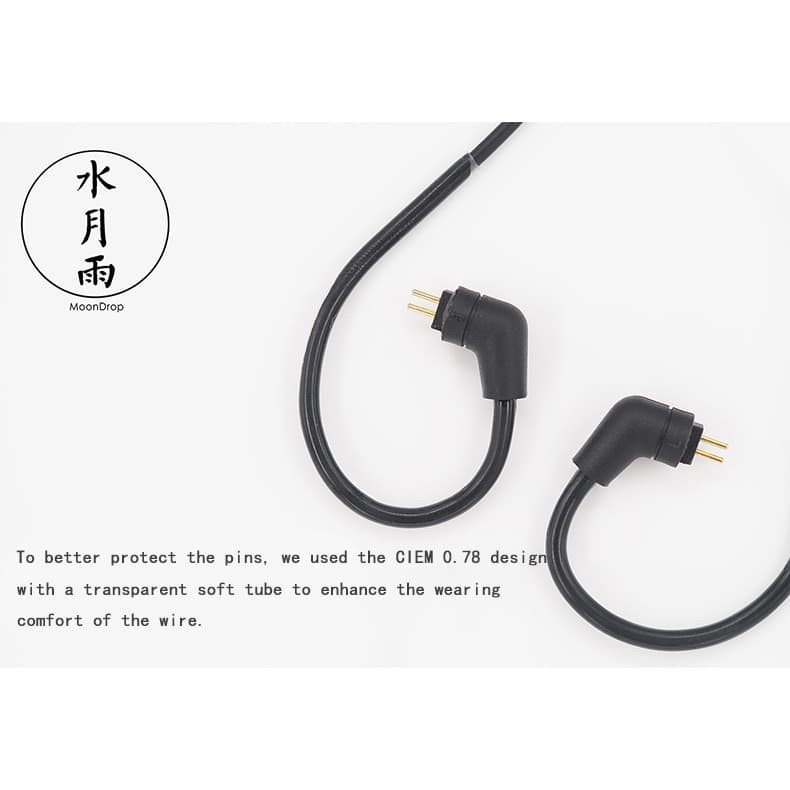 水
月
雨
MoonDrop
To better protect the pins, we used the CIEM 0.78 design
with a transparent soft tube to enhance the wearing
comfort of the wire.